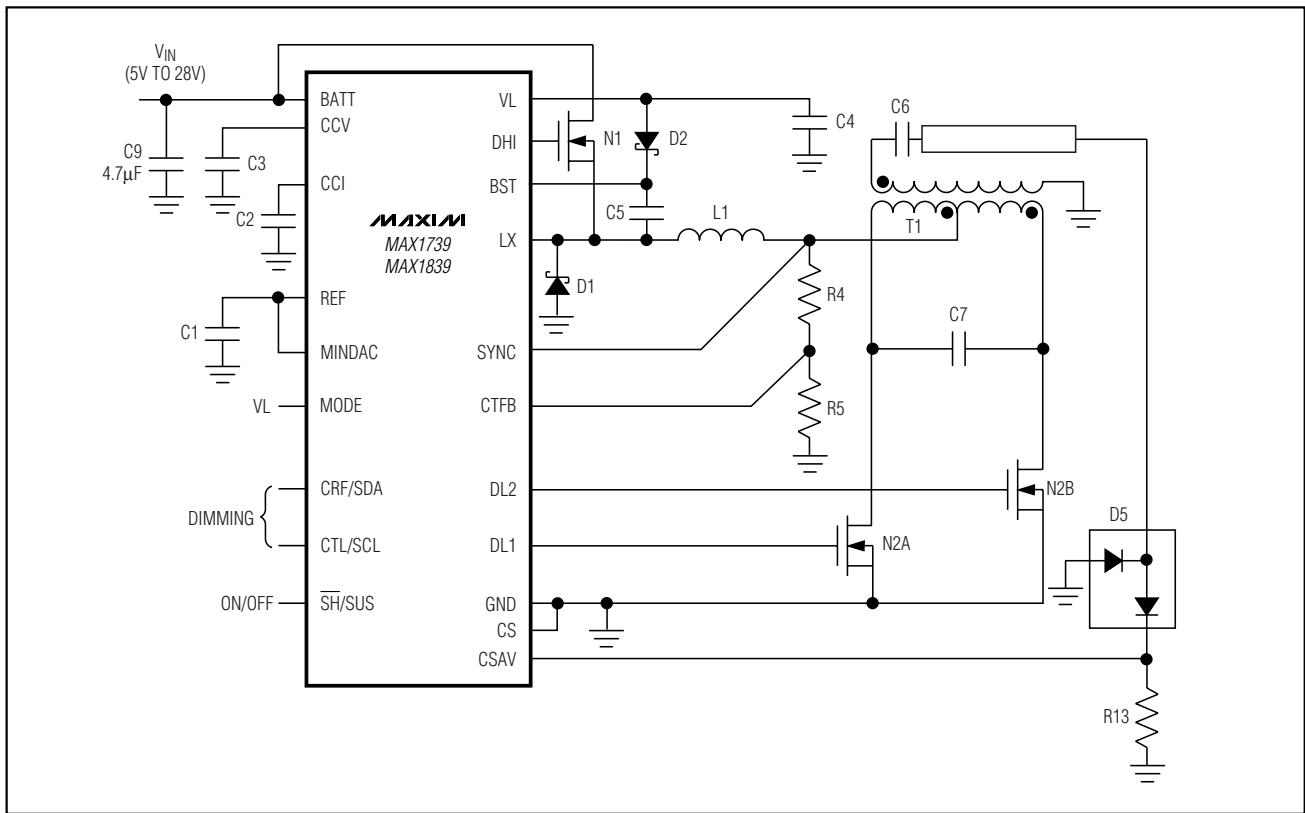 VIN
(5V TO 28V)
C9
4.7µF
C3
C2
C1
VL
DIMMING
ON/OFF
BATT
CCV
CCI
REF
MINDAC
MODE
CRF/SDA
CTL/SCL
SH/SUS
MAXIM
MAX1739
MAX1839
VL
DHI
BST
LX
SYNC
CTFB
DL2
DL1
GND
CS
CSAV
N1
D2
C4
C5
L1
D1
C6
T1
R4
C7
R5
N2B
N2A
D5
R13